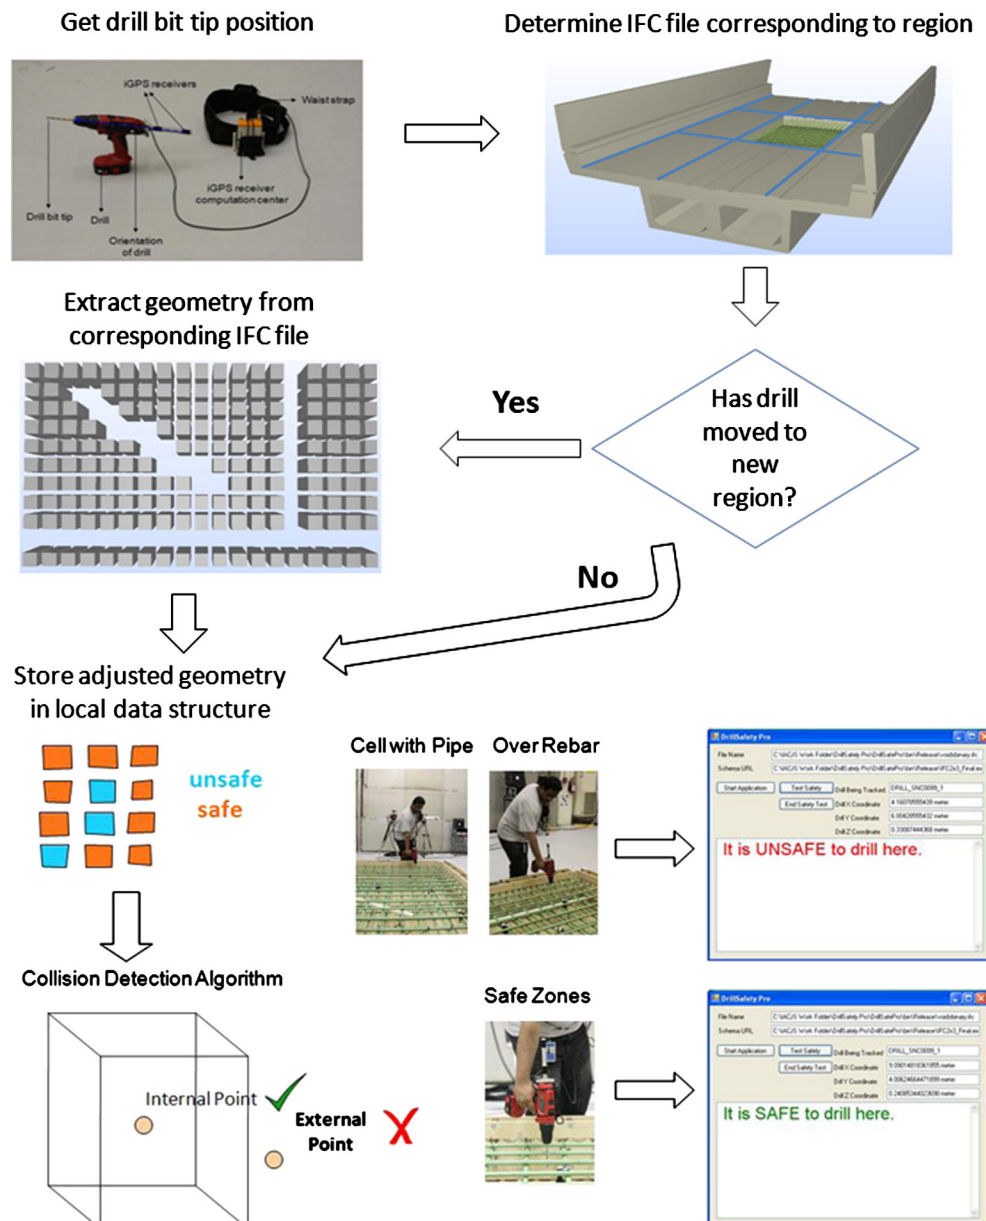 Get drill bit tip position
Determine IFC file corresponding to region
iGPS receivers
Waist strap
iGPS receiver
computation center
Drill bit tip
Drill
Orientation
of drill
Extract geometry from
corresponding IFC file
Yes
Has drill
moved to
new
region?
No
Store adjusted geometry
in local data structure
unsafe
safe
Cell with Pipe
Over Rebar
DrillSafety Pro
File Name
Schema URL
Start Application
Test Safety
Drill Being Tracked
DRILL_SNC0099_1
End Safety Test
Drill X Coordinate
Drill Y Coordinate
Drill Z Coordinate
It is UNSAFE to drill here.
Collision Detection Algorithm
Internal Point
External
Point
Safe Zones
DrillSafety Pro
File Name
Schema URL
Start Application
Test Safety
Drill Being Tracked
DRILL_SNC0099_1
End Safety Test
Drill X Coordinate
Drill Y Coordinate
Drill Z Coordinate
It is SAFE to drill here.